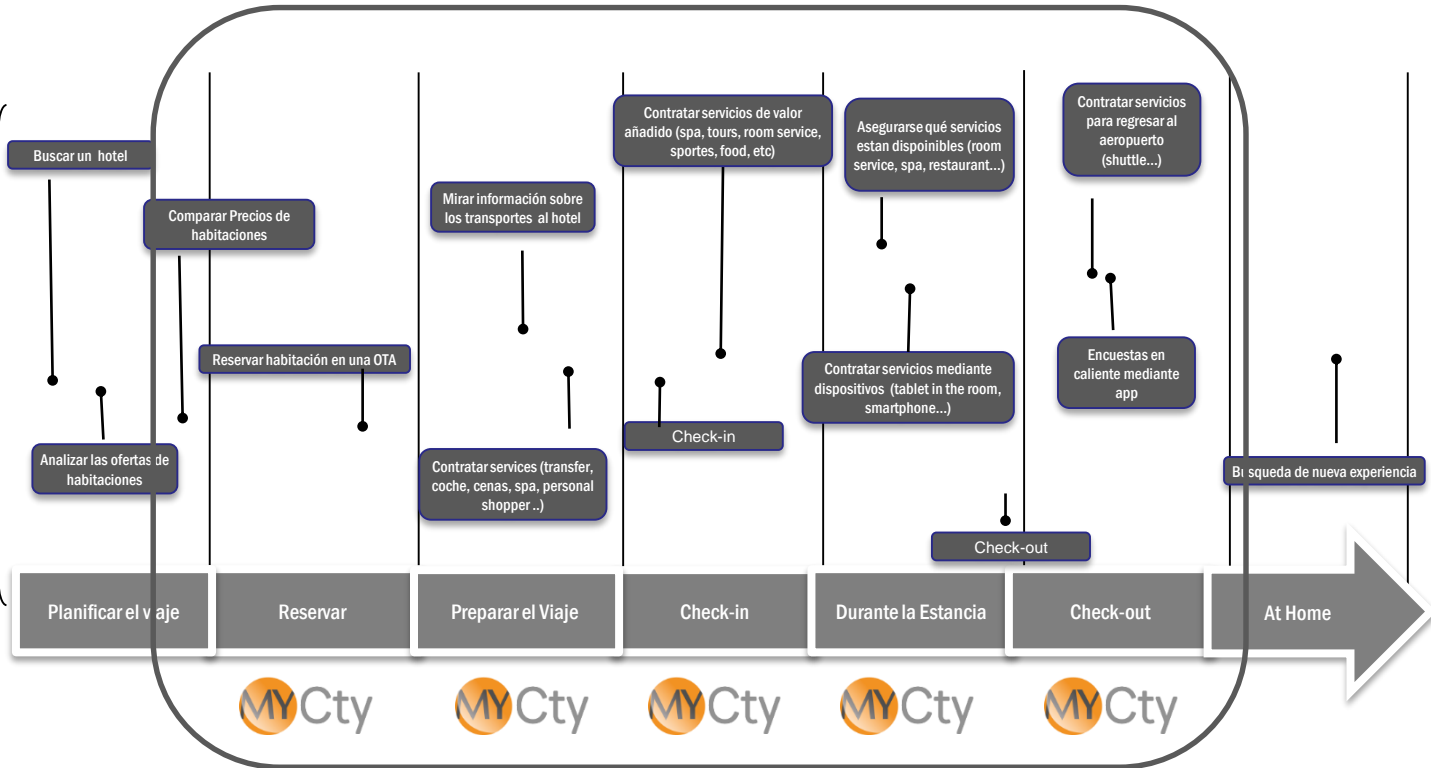 Buscar un hotel
Comparar Precios de
habitaciones
Analizar las ofertas de
habitaciones
Reservar habitación en una OTA
Mirar información sobre
los transportes al hotel
Contratar services (transfer,
coche, cenas, spa, personal
shopper ..)
Contratar servicios de valor
añadido (spa, tours, room service,
sportes, food, etc)
Check-in
Asegurarse qué servicios
estan dispoinibles (room
service, spa, restaurant...)
Contratar servicios mediante
dispositivos (tablet in the room,
smartphone...)
Check-out
Contratar servicios
para regresar al
aeropuerto
(shuttle...)
Encuestas en
caliente mediante
app
Busqueda de nueva experiencia
Planificar el viaje
Reservar
Preparar el Viaje
Check-in
Durante la Estancia
Check-out
At Home
MYCty
MYCty
MYCty
MYCty
MYCty